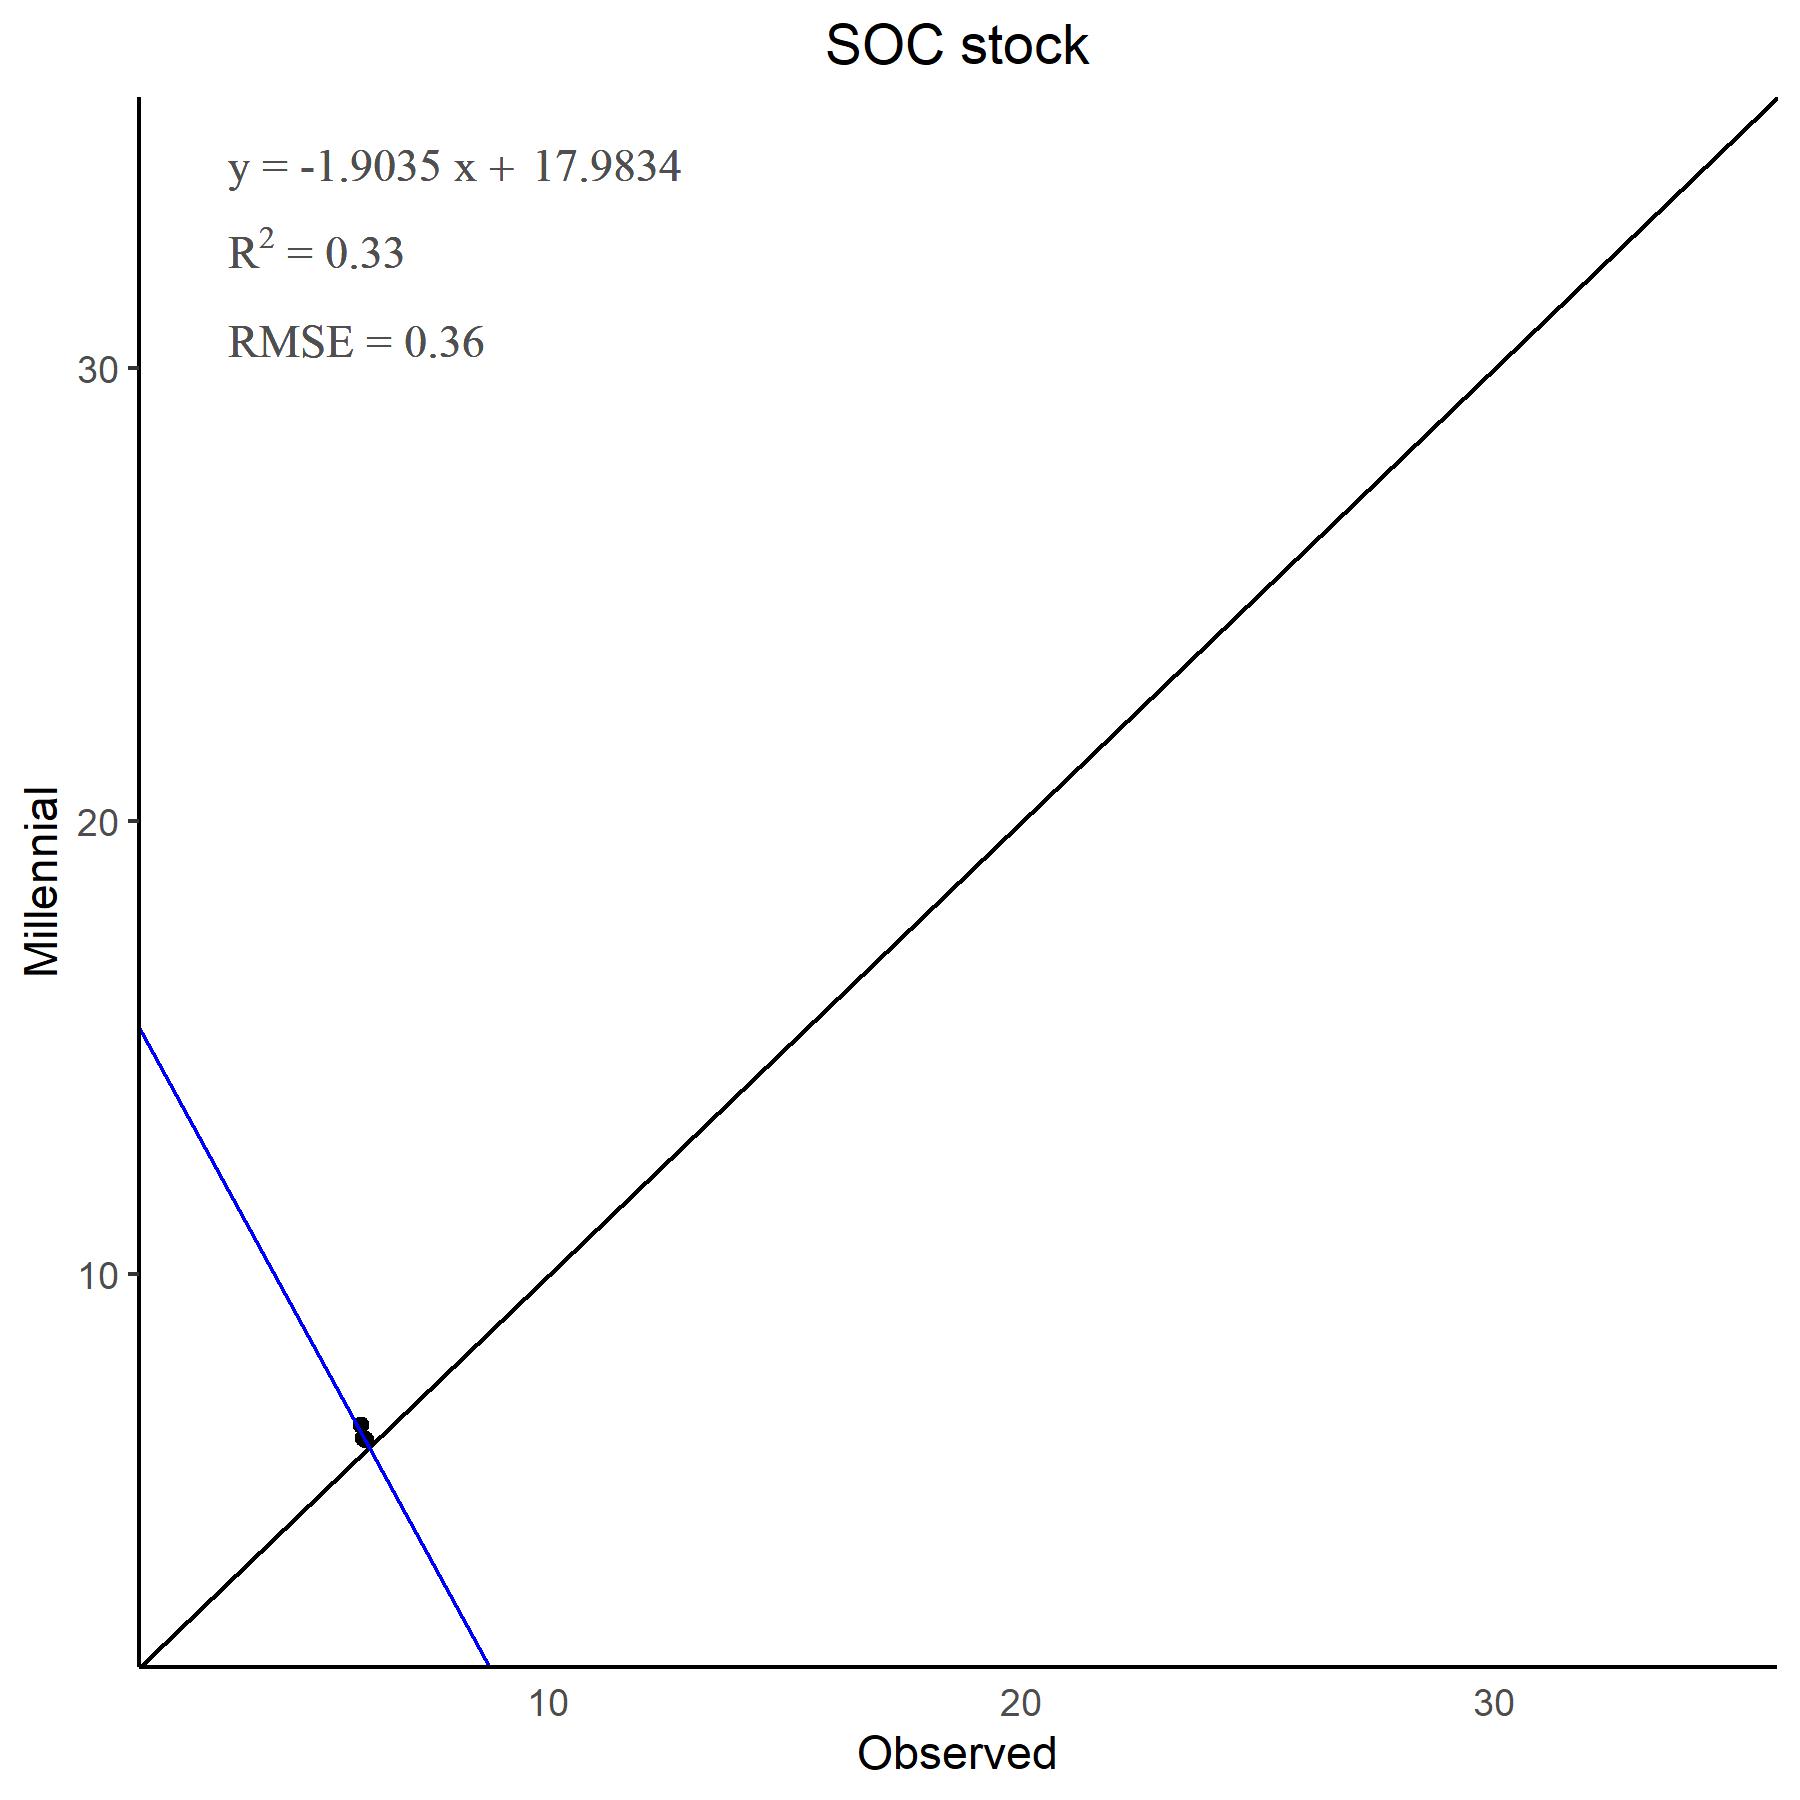 SOC stock
y = -1.9035 x + 17.9834
R² = 0.33
RMSE = 0.36
30
20
10
Millennial
10 20 30
Observed